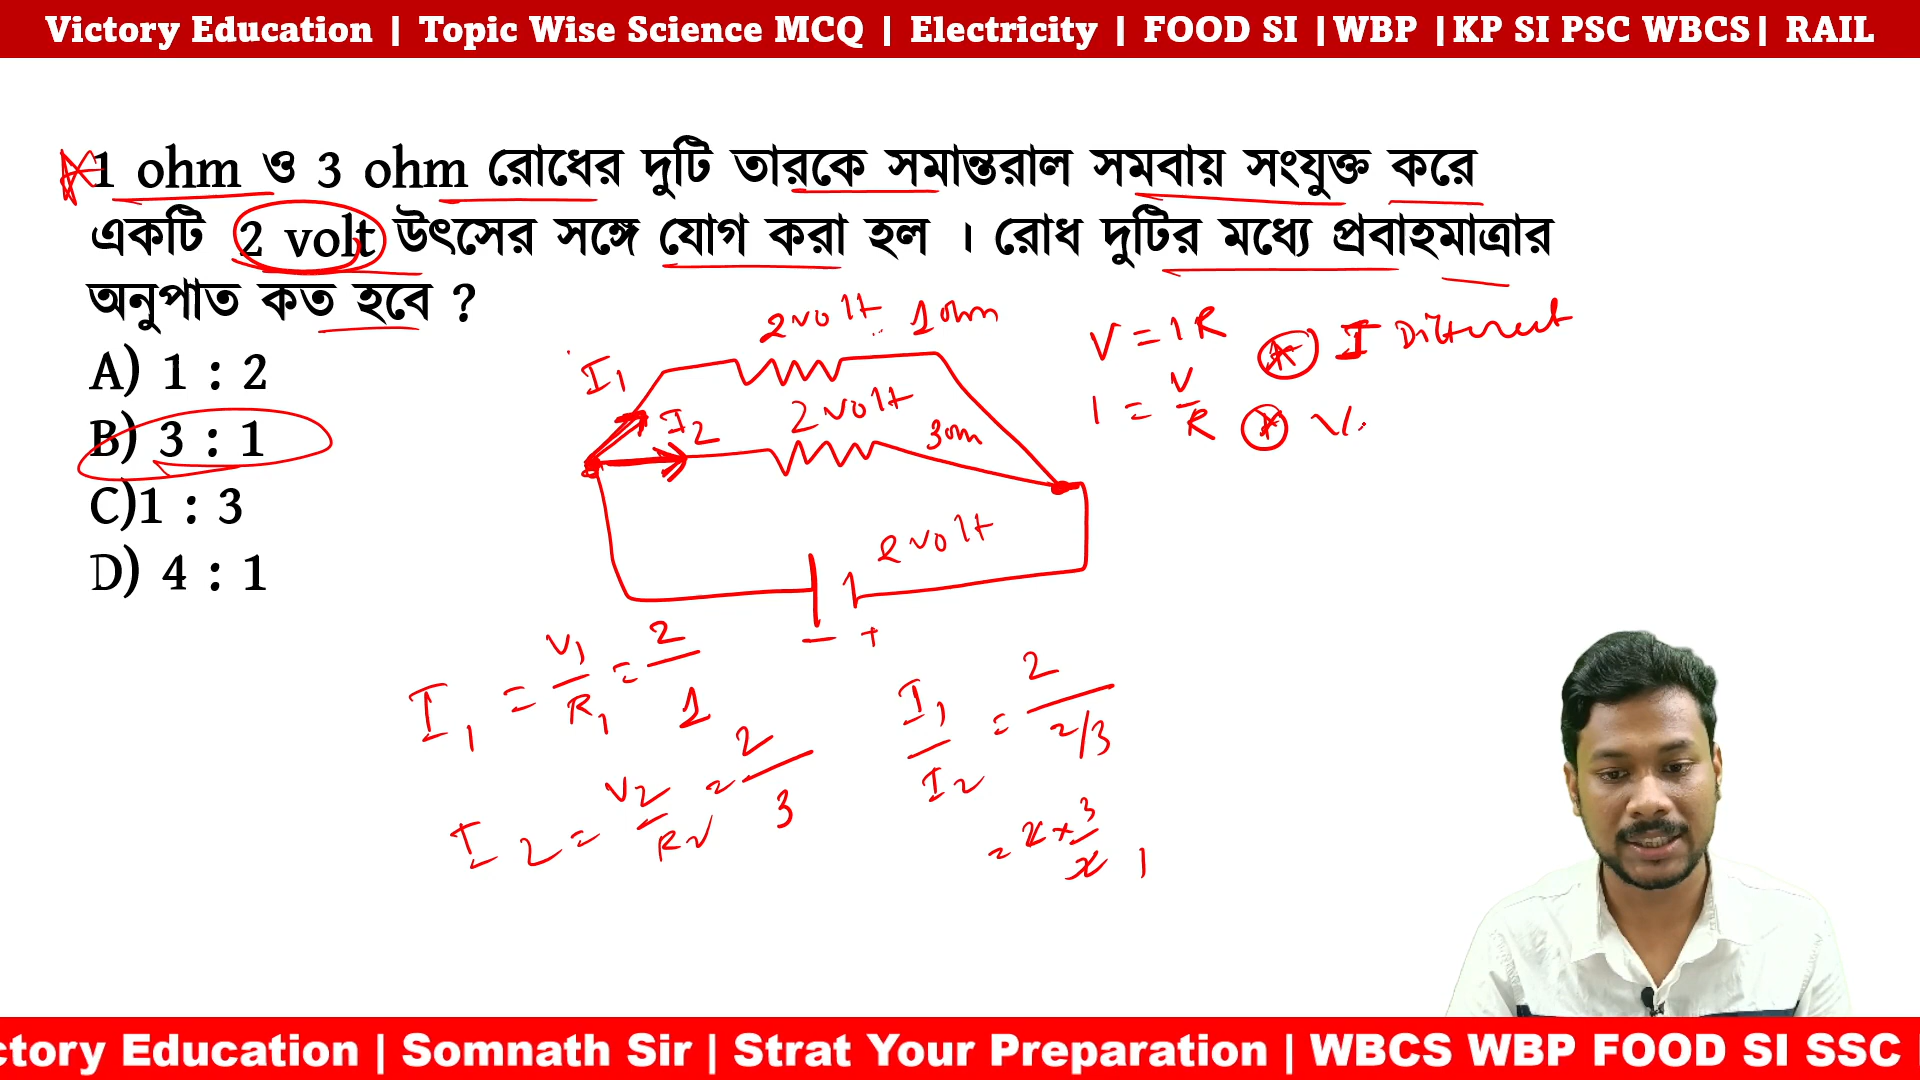 Victory Education | Topic Wise Science MCQ | Electricity | FOOD SI |WBP |KP SI PSC WBCS| RAIL
1 ohm ও 3 ohm রোধের দুটি তারকে সমান্তরাল সমবায় সংযুক্ত করে
একটি 2 volt উৎসের সঙ্গে যোগ করা হল । রোধ দুটির মধ্যে প্রবাহমাত্রার
অনুপাত কত হবে ?
A) 1 : 2
B) 3 : 1
C)1 : 3
D) 4 : 1
2volt 1ohm
I₁
I₂ 2volt
2volt
- +
V = IR
I = V/R
I Different
V
I₁ = V₁/R₁ = 2/1
I₂ = V₂/R₂ = 2/3
I₁/I₂ = 2/2/3
= 2 × 3/2 1
ctory Education | Somnath Sir | Strat Your Preparation | WBCS WBP FOOD SI SSC